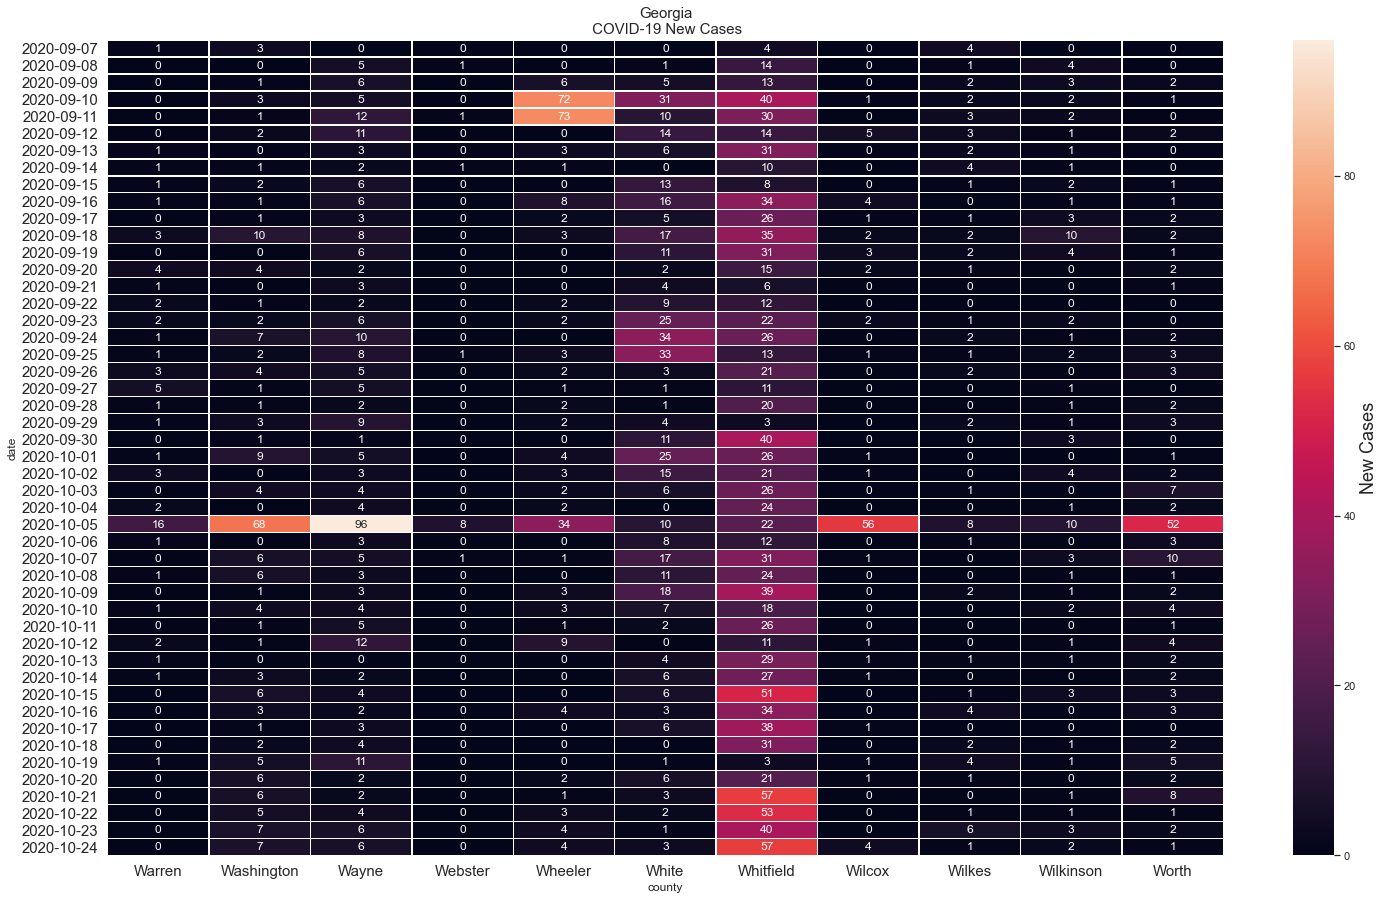 Georgia
COVID-19 New Cases
2020-09-07 1 3 0 0 0 0 4 0 4 0 0
2020-09-08 0 0 5 1 0 1 14 0 1 4 0
2020-09-09 0 1 6 0 6 5 13 0 2 3 2
2020-09-10 0 3 5 0 72 31 40 1 2 2 1
2020-09-11 0 1 12 1 73 10 30 0 3 2 0
2020-09-12 0 2 11 0 0 14 14 5 3 1 2
2020-09-13 1 0 3 0 3 6 31 0 2 1 0
2020-09-14 1 1 2 1 1 0 10 0 4 1 0
2020-09-15 1 2 6 0 0 13 8 0 1 2 1
2020-09-16 1 1 6 0 8 16 34 4 0 1 1
2020-09-17 0 1 3 0 2 5 26 1 1 3 2
2020-09-18 3 10 8 0 3 17 35 2 2 10 2
2020-09-19 0 0 6 0 0 11 31 3 2 4 1
2020-09-20 4 4 2 0 0 2 15 2 1 0 2
2020-09-21 1 0 3 0 0 4 6 0 0 0 1
2020-09-22 2 1 2 0 2 9 12 0 0 0 0
2020-09-23 2 2 6 0 2 25 22 2 1 2 0
2020-09-24 1 7 10 0 0 34 26 0 2 1 2
2020-09-25 1 2 8 1 3 33 13 1 1 2 3
2020-09-26 3 4 5 0 2 3 21 0 2 0 3
2020-09-27 5 1 5 0 1 1 11 0 0 1 0
2020-09-28 1 1 2 0 2 1 20 0 0 1 2
2020-09-29 1 3 9 0 2 4 3 0 2 1 3
2020-09-30 0 1 1 0 0 11 40 0 0 3 0
2020-10-01 1 9 5 0 4 25 26 1 0 0 1
2020-10-02 3 0 3 0 3 15 21 1 0 4 2
2020-10-03 0 4 4 0 2 6 26 0 1 0 7
2020-10-04 2 0 4 0 2 0 24 0 0 1 2
2020-10-05 16 68 96 8 34 10 22 56 8 10 52
2020-10-06 1 0 3 0 0 8 12 0 1 0 3
2020-10-07 0 6 5 1 1 17 31 1 0 3 10
2020-10-08 1 6 3 0 0 11 24 0 0 1 1
2020-10-09 0 1 3 0 3 18 39 0 2 1 2
2020-10-10 1 4 4 0 3 7 18 0 0 2 4
2020-10-11 0 1 5 0 1 2 26 0 0 0 1
2020-10-12 2 1 12 0 9 0 11 1 0 1 4
2020-10-13 1 0 0 0 0 4 29 1 1 1 2
2020-10-14 1 3 2 0 0 6 27 1 0 0 2
2020-10-15 0 6 4 0 0 6 51 0 1 3 3
2020-10-16 0 3 2 0 4 3 34 0 4 0 3
2020-10-17 0 1 3 0 0 6 38 1 0 0 0
2020-10-18 0 2 4 0 0 0 31 0 2 1 2
2020-10-19 1 5 11 0 0 1 3 1 4 1 5
2020-10-20 0 6 2 0 2 6 21 1 1 0 2
2020-10-21 0 6 2 0 1 3 57 0 0 1 8
2020-10-22 0 5 4 0 3 2 53 0 1 1 1
2020-10-23 0 7 6 0 4 1 40 0 6 3 2
2020-10-24 0 7 6 0 4 3 57 4 1 2 1
Warren Washington Wayne Webster Wheeler White Whitfield Wilcox Wilkes Wilkinson Worth
county
date
80
60
40
20
0
New Cases